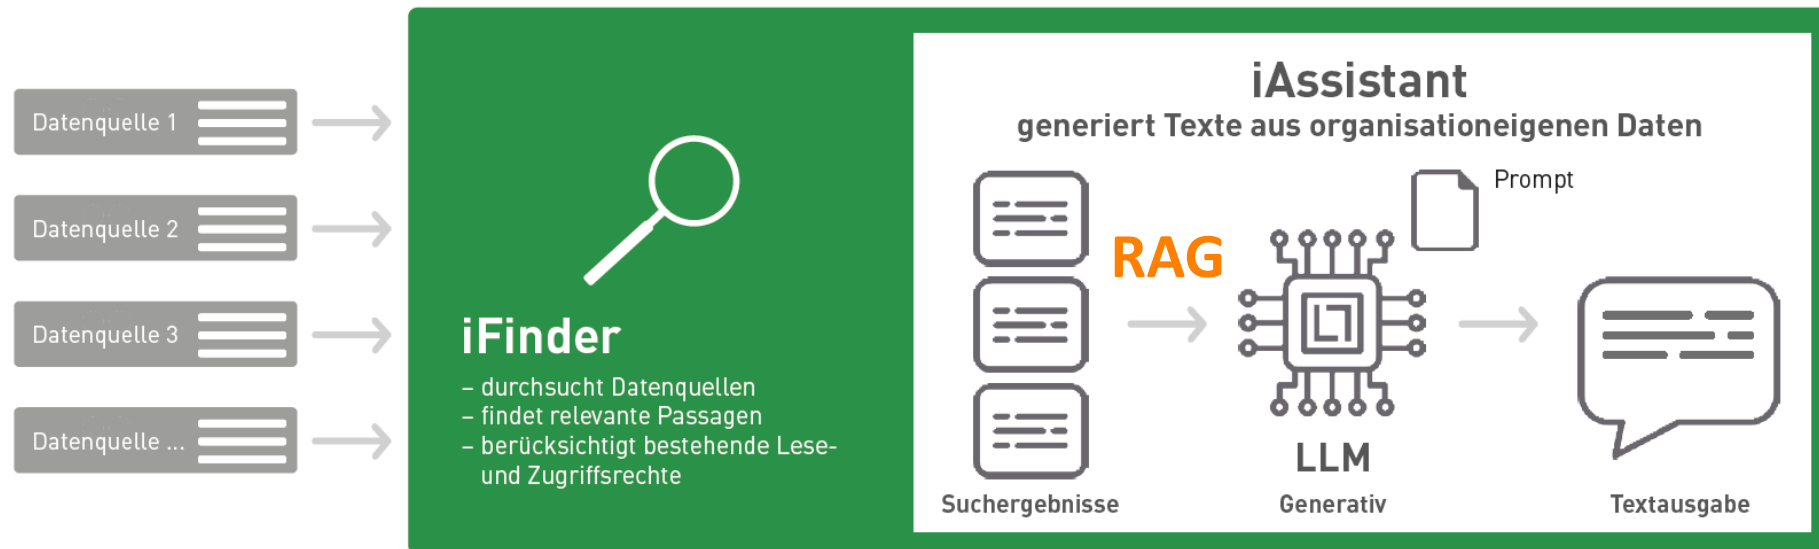 Datenquelle 1
Datenquelle 2
Datenquelle 3
Datenquelle ...
iFinder
– durchsucht Datenquellen
– findet relevante Passagen
– berücksichtigt bestehende Lese-
und Zugriffsrechte
iAssistant
generiert Texte aus organisationeigenen Daten
Prompt
RAG
LLM
Suchergebnisse
Generativ
Textausgabe